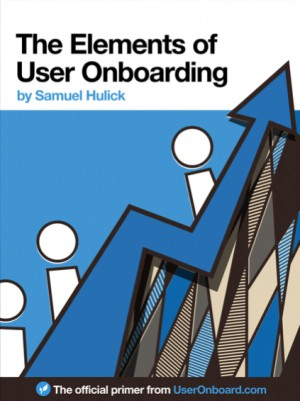 The Elements of
User Onboarding
by Samuel Hulick
The official primer from UserOnboard.com